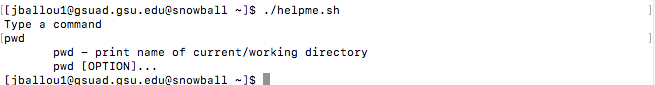 [[jballou1@gsuad.gsu.edu@snowball ~]$ ./helpme.sh ]
Type a command
[pwd ]
pwd – print name of current/working directory
pwd [OPTION]...
[jballou1@gsuad.gsu.edu@snowball ~]$